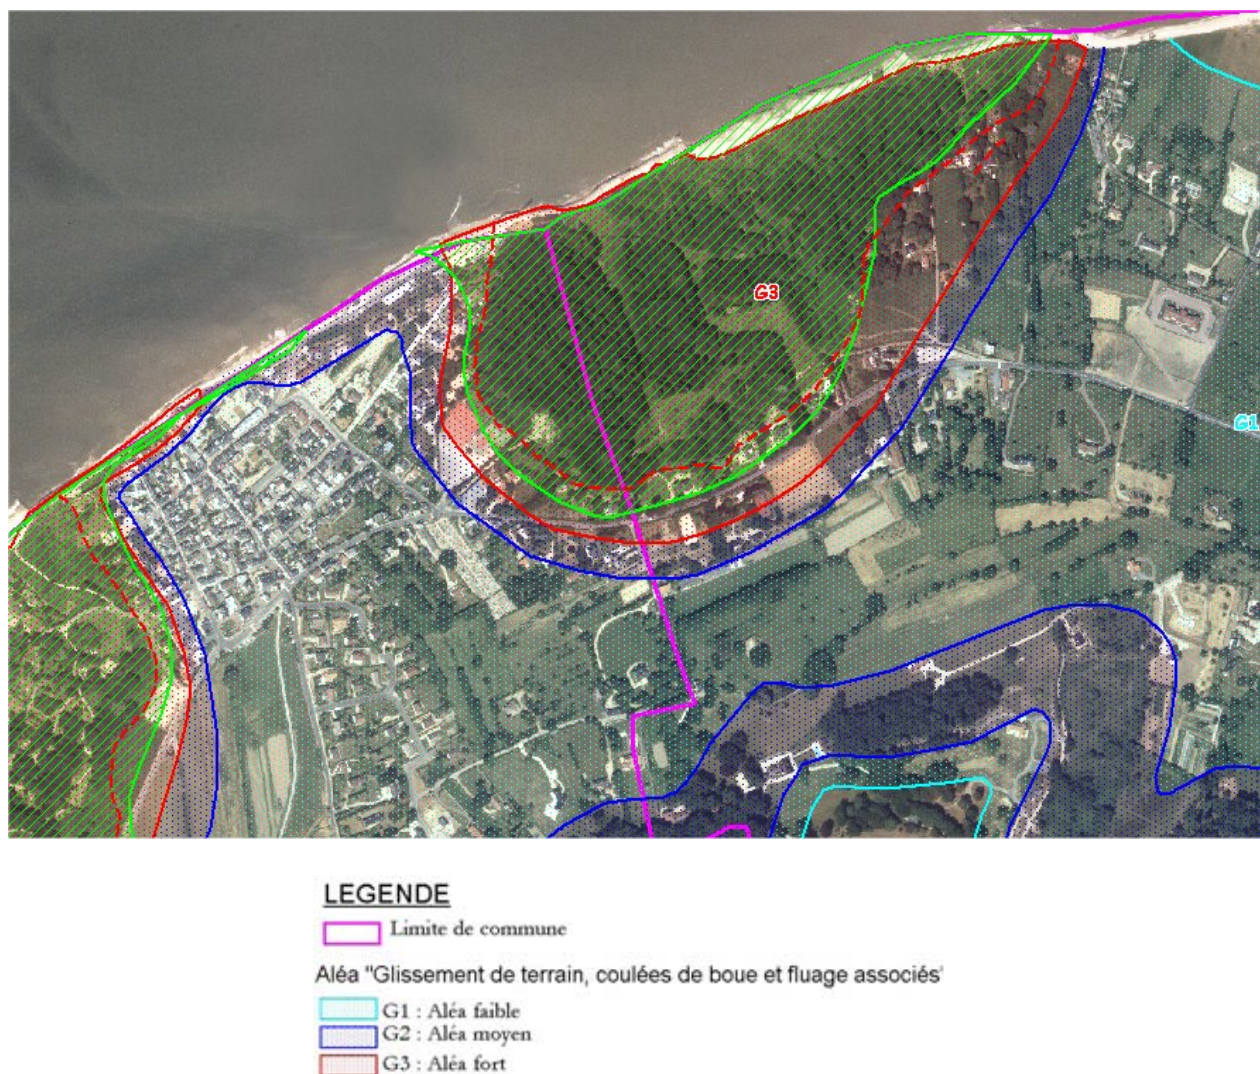 G3
G1
LEGENDE
Limite de commune
Aléa "Glissement de terrain, coulées de boue et fluage associés'
G1 : Aléa faible
G2 : Aléa moyen
G3 : Aléa fort